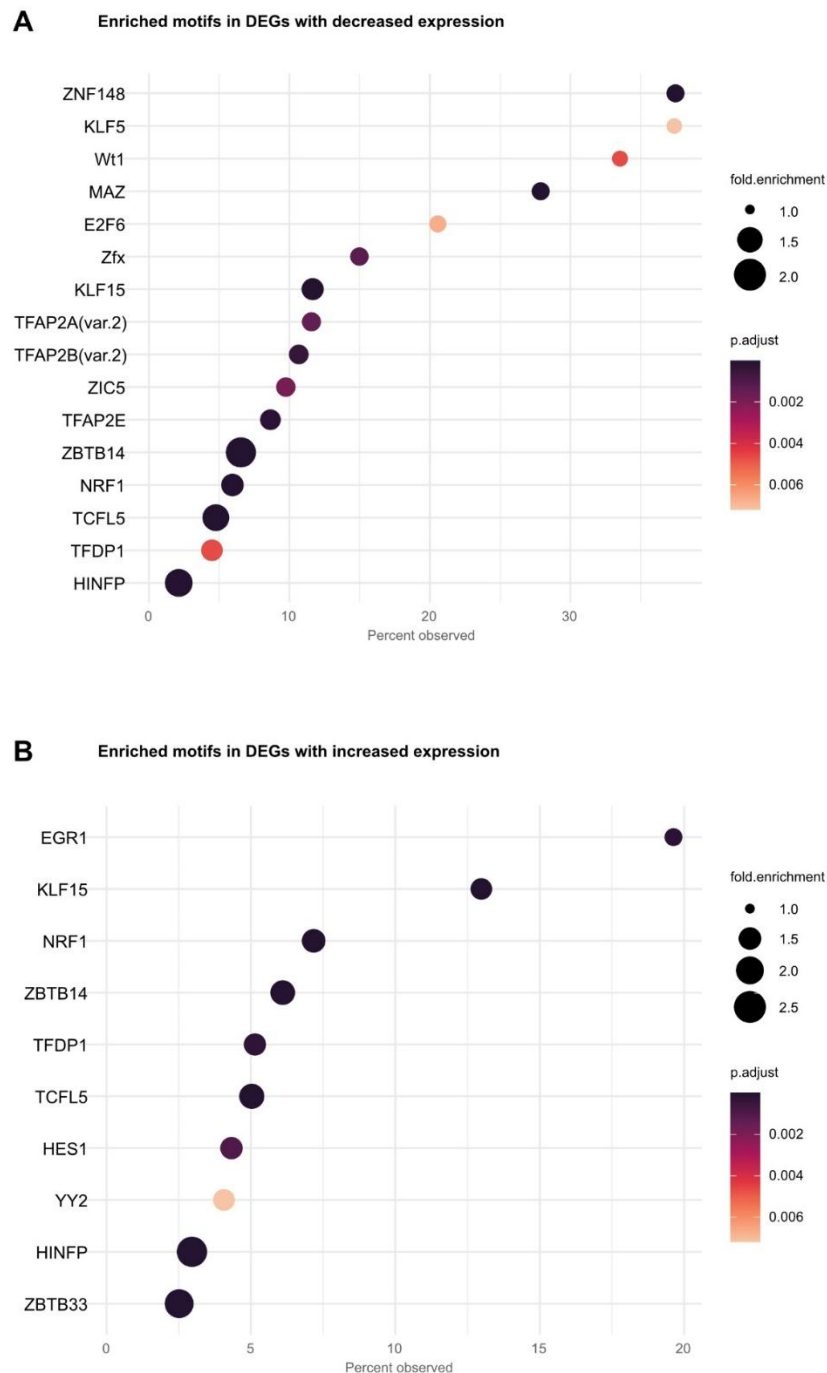 A
Enriched motifs in DEGs with decreased expression
ZNF148
KLF5
Wt1
MAZ
E2F6
Zfx
KLF15
TFAP2A(var.2)
TFAP2B(var.2)
ZIC5
TFAP2E
ZBTB14
NRF1
TCFL5
TFDP1
HINFP
0 10 20 30
Percent observed
fold.enrichment
1.0
1.5
2.0
p.adjust
0.002
0.004
0.006
B
Enriched motifs in DEGs with increased expression
EGR1
KLF15
NRF1
ZBTB14
TFDP1
TCFL5
HES1
YY2
HINFP
ZBTB33
0 5 10 15 20
Percent observed
fold.enrichment
1.0
1.5
2.0
2.5
p.adjust
0.002
0.004
0.006